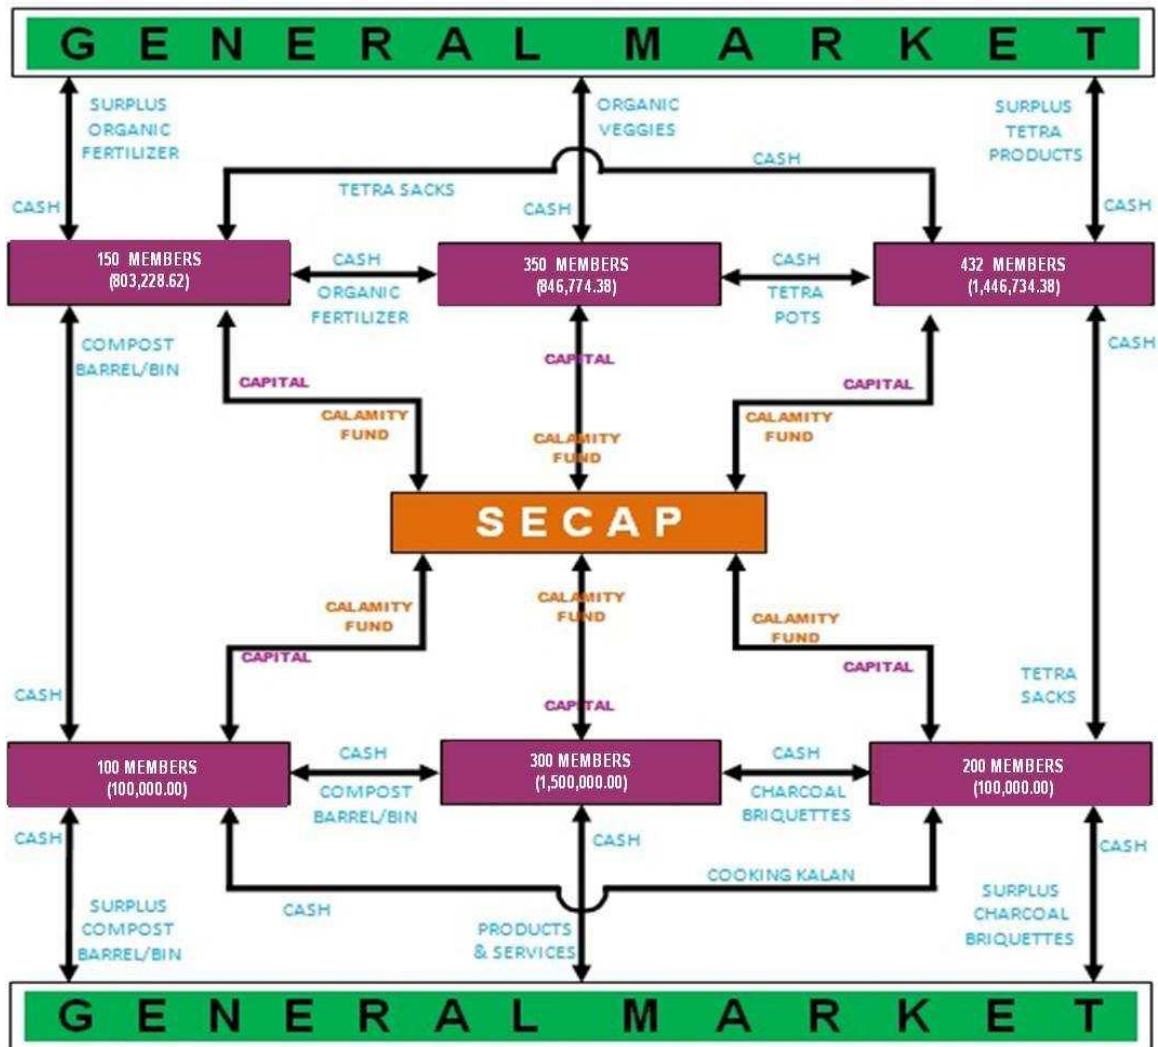 GENERAL MARKET
SURPLUS
ORGANIC
FERTILIZER
ORGANIC
VEGGIES
SURPLUS
TETRA
PRODUCTS
CASH
TETRA SACKS
CASH
CASH
CASH
150 MEMBERS
(803,228.62)
CASH
ORGANIC
FERTILIZER
350 MEMBERS
(846,774.38)
CASH
TETRA
POTS
432 MEMBERS
(1,446,734.38)
COMPOST
BARREL/BIN
CASH
CAPITAL
CAPITAL
CAPITAL
CALAMITY
FUND
CALAMITY
FUND
CALAMITY
FUND
SECAP
CALAMITY
FUND
CALAMITY
FUND
CALAMITY
FUND
CAPITAL
CAPITAL
CAPITAL
CASH
TETRA
SACKS
100 MEMBERS
(100,000.00)
CASH
COMPOST
BARREL/BIN
300 MEMBERS
(1,500,000.00)
CASH
CHARCOAL
BRIQUETTES
200 MEMBERS
(100,000.00)
CASH
CASH
CASH
COOKING KALAN
CASH
SURPLUS
COMPOST
BARREL/BIN
PRODUCTS
& SERVICES
SURPLUS
CHARCOAL
BRIQUETTES
GENERAL MARKET